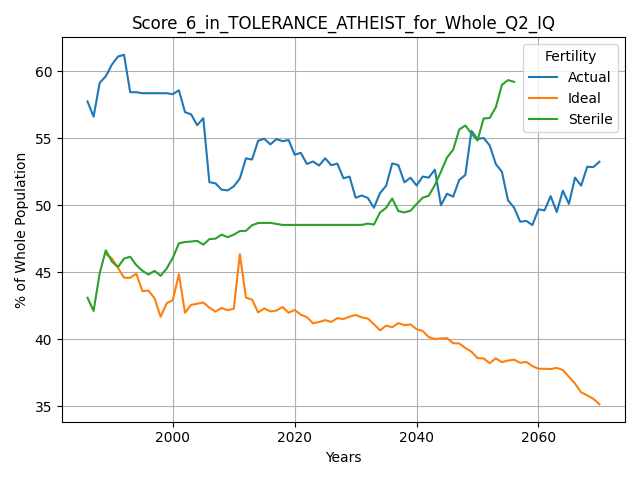 Score_6_in_TOLERANCE_ATHEIST_for_Whole_Q2_IQ
Fertility
Actual
Ideal
Sterile
% of Whole Population
60
55
50
45
40
35
2000
2020
2040
2060
Years